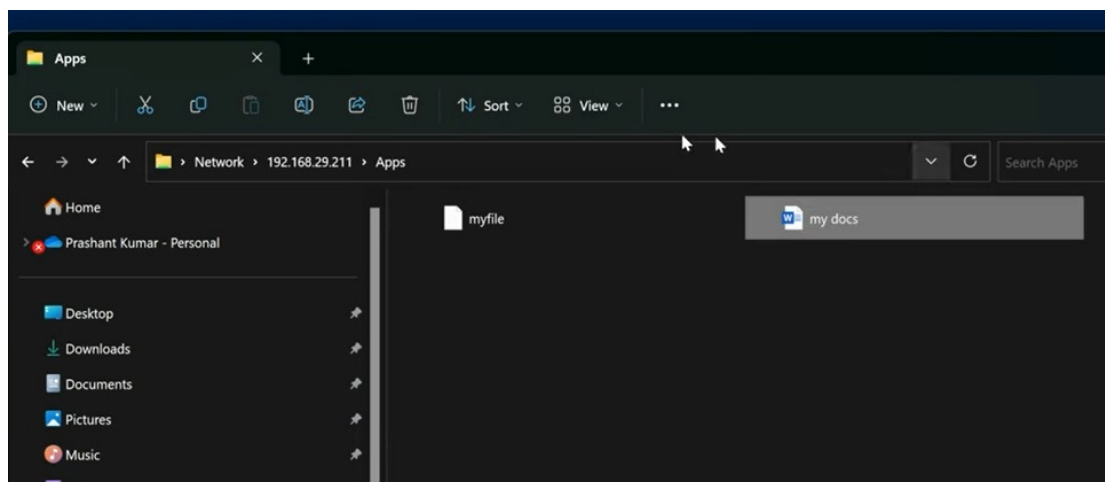 Apps
New
Sort
View
Network > 192.168.29.211 > Apps
Search Apps
Home
Prashant Kumar - Personal
Desktop
Downloads
Documents
Pictures
Music
myfile
my docs